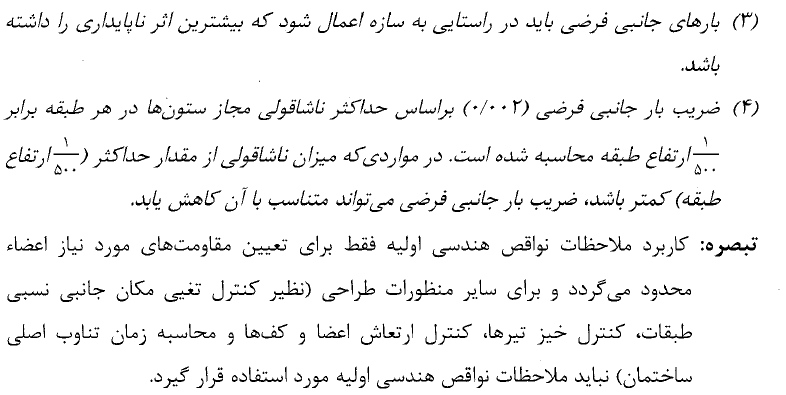 (۳) بارهای جانبی فرضی باید در راستایی به سازه اعمال شود که بیشترین اثر ناپایداری را داشته
باشد.
(۴) ضریب بار جانبی فرضی (۰/۰۰۲) براساس حداکثر ناشاقولی مجاز ستون‌ها در هر طبقه برابر
۱/۵۰۰ ارتفاع طبقه محاسبه شده است. در مواردی‌که میزان ناشاقولی از مقدار حداکثر (۱/۵۰۰ ارتفاع
طبقه) کمتر باشد، ضریب بار جانبی فرضی می‌تواند متناسب با آن کاهش یابد.
تبصره: کاربرد ملاحظات نواقص هندسی اولیه فقط برای تعیین مقاومت‌های مورد نیاز اعضاء
محدود می‌گردد و برای سایر منظورات طراحی (نظیر کنترل تغیی مکان جانبی نسبی
طبقات، کنترل خیز تیرها، کنترل ارتعاش اعضا و کف‌ها و محاسبه زمان تناوب اصلی
ساختمان) نباید ملاحظات نواقص هندسی اولیه مورد استفاده قرار گیرد.